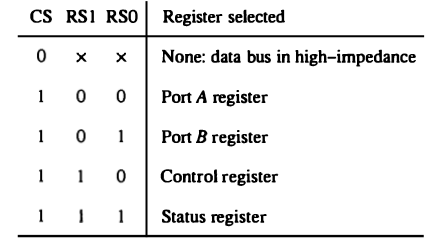 CS RS1 RS0 Register selected
0 × × None: data bus in high-impedance
1 0 0 Port A register
1 0 1 Port B register
1 1 0 Control register
1 1 1 Status register